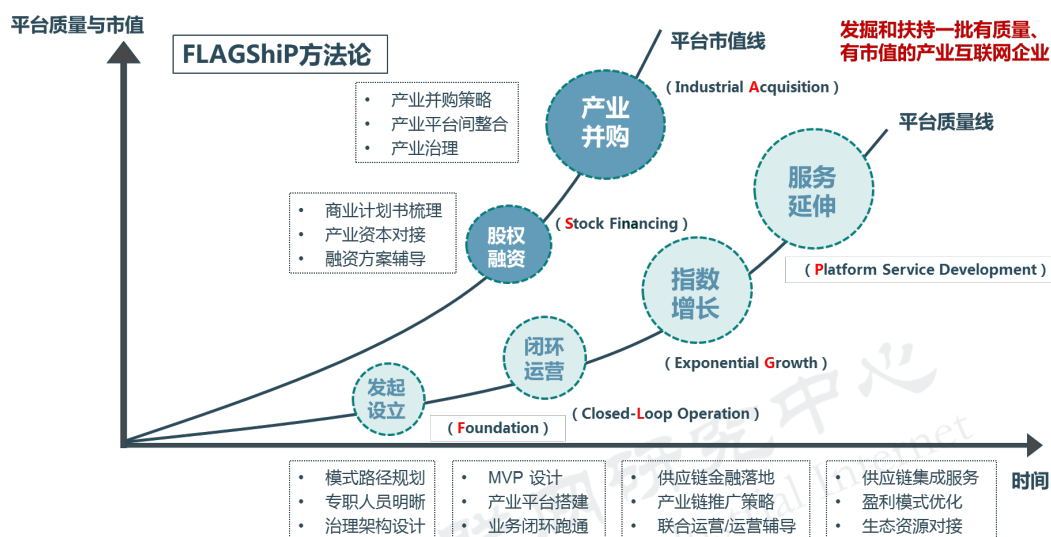 平台质量与市值
FLAGShiP方法论
平台市值线
发掘和扶持一批有质量、
有市值的产业互联网企业
• 产业并购策略
• 产业平台间整合
• 产业治理
产业
并购
（Industrial Acquisition）
平台质量线
服务
延伸
• 商业计划书梳理
• 产业资本对接
• 融资方案辅导
股权
融资
（Stock Financing）
（Platform Service Development）
指数
增长
（Exponential Growth）
闭环
运营
（Closed-Loop Operation）
发起
设立
（Foundation）
时间
• 模式路径规划
• 专职人员明晰
• 治理架构设计
• MVP 设计
• 产业平台搭建
• 业务闭环跑通
• 供应链金融落地
• 产业链推广策略
• 联合运营/运营辅导
• 供应链集成服务
• 盈利模式优化
• 生态资源对接
联网研究中心
Internet